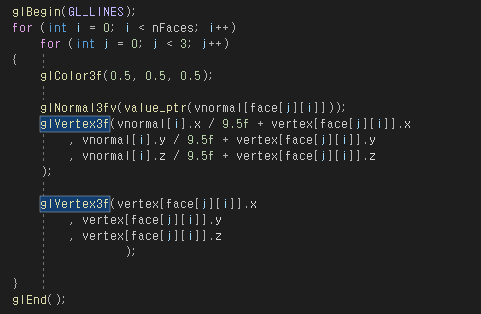 glBegin(GL_LINES);
for (int i = 0; i < nFaces; i++)
for (int j = 0; j < 3; j++)
{
glColor3f(0.5, 0.5, 0.5);
glNormal3fv(value_ptr(vnormal[face[j][i]]));
glVertex3f(vnormal[i].x / 9.5f + vertex[face[j][i]].x
, vnormal[i].y / 9.5f + vertex[face[j][i]].y
, vnormal[i].z / 9.5f + vertex[face[j][i]].z
);
glVertex3f(vertex[face[j][i]].x
, vertex[face[j][i]].y
, vertex[face[j][i]].z
);
}
glEnd();